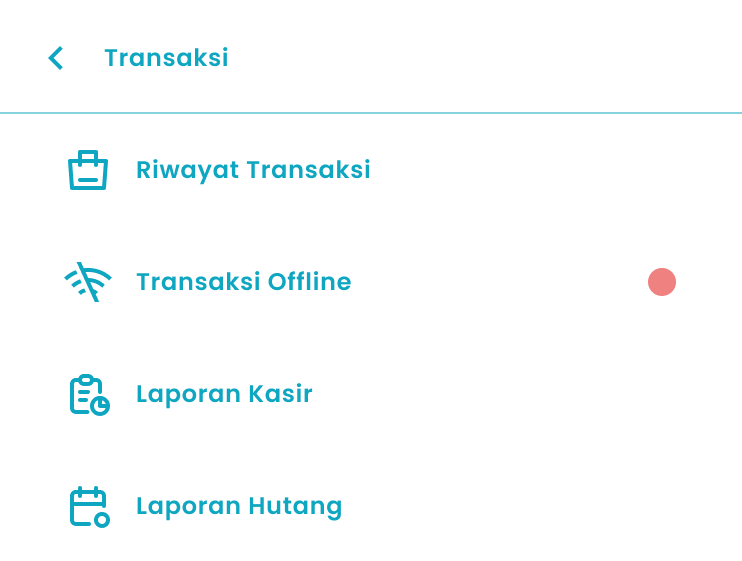 Transaksi
Riwayat Transaksi
Transaksi Offline
Laporan Kasir
Laporan Hutang